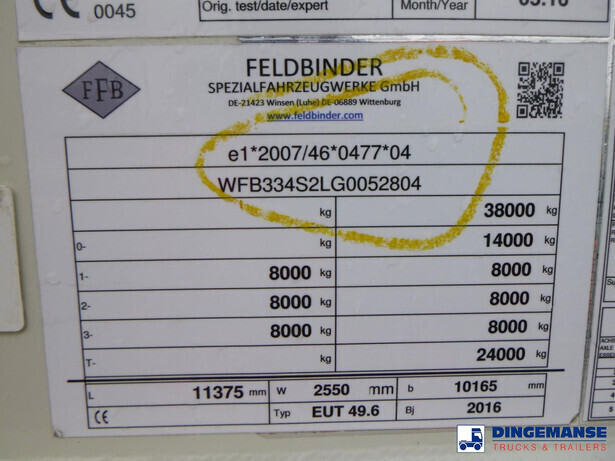 CE 0045
Orig. test/date/expert
Month/Year
FFB
FELDBINDER
SPEZIALFAHRZEUGWERKE GmbH
DE-21423 Winsen (Luhe) DE-06889 Wittenburg
www.feldbinder.com
e1*2007/46*0477*04
WFB334S2LG0052804
kg 38000 kg
0- kg 14000 kg
1- 8000 kg 8000 kg
2- 8000 kg 8000 kg
3- 8000 kg 8000 kg
T- kg 24000 kg
L 11375 mm W 2550 mm b 10165 mm
CE Typ EUT 49.6 Bj 2016
DINGEMANSE
TRUCKS & TRAILERS